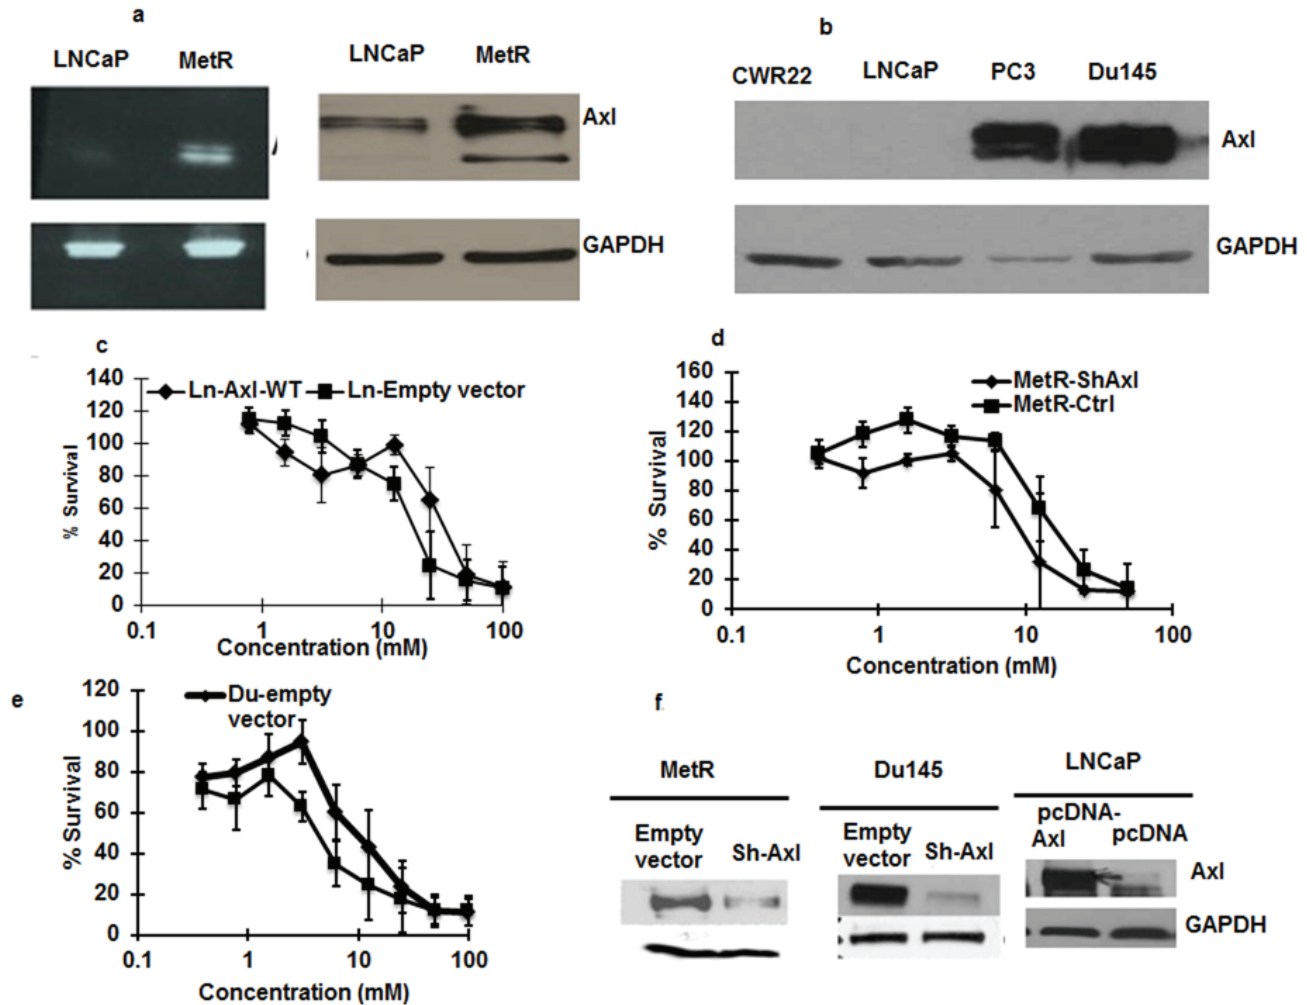 a
LNCaP MetR
LNCaP MetR
Axl
GAPDH
b
CWR22 LNCaP PC3 Du145
Axl
GAPDH
c
Ln-Axl-WT Ln-Empty vector
140
120
100
80
60
40
20
0
% Survival
0.1 1 10 100
Concentration (mM)
d
MetR-ShAxl
MetR-Ctrl
160
140
120
100
80
60
40
20
0
% Survival
0.1 1 10 100
Concentration (mM)
e
Du-empty
vector
120
100
80
60
40
20
0
% Survival
0.1 1 10 100
Concentration (mM)
f
MetR
Empty
vector Sh-Axl
Du145
Empty
vector Sh-Axl
LNCaP
pcDNA-
Axl pcDNA
Axl
GAPDH